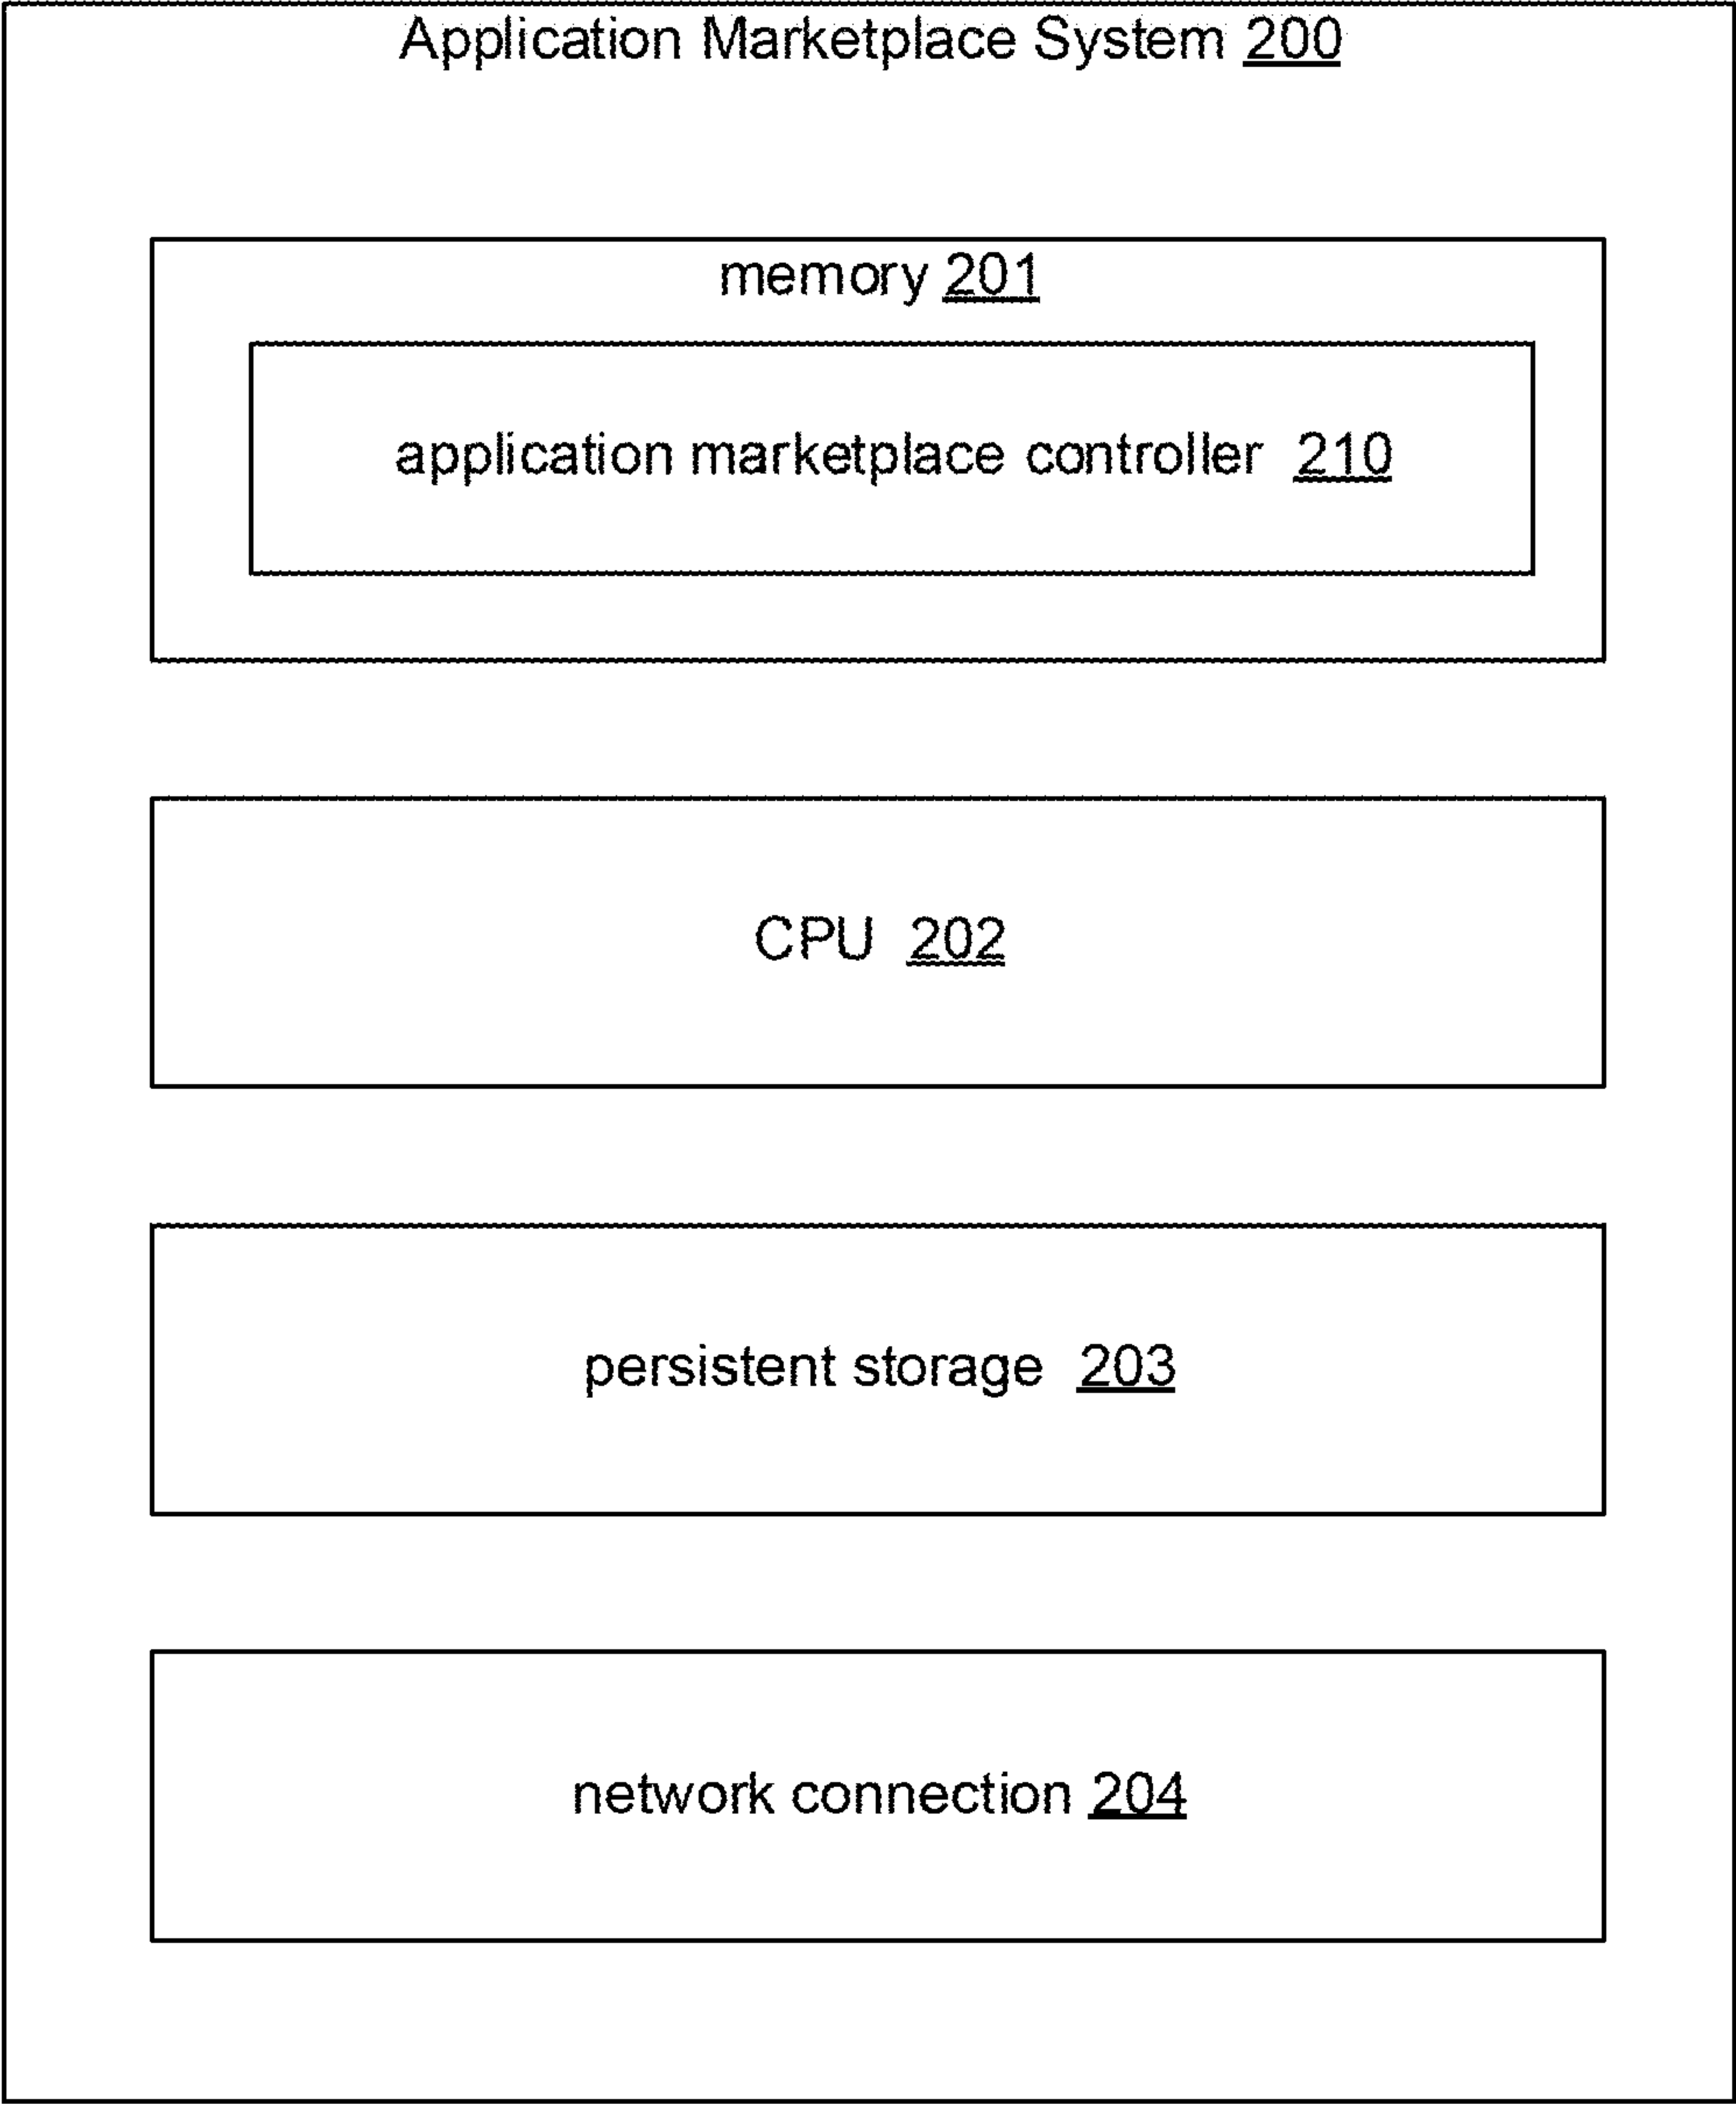 Application Marketplace System 200
memory 201
application marketplace controller 210
CPU 202
persistent storage 203
network connection 204